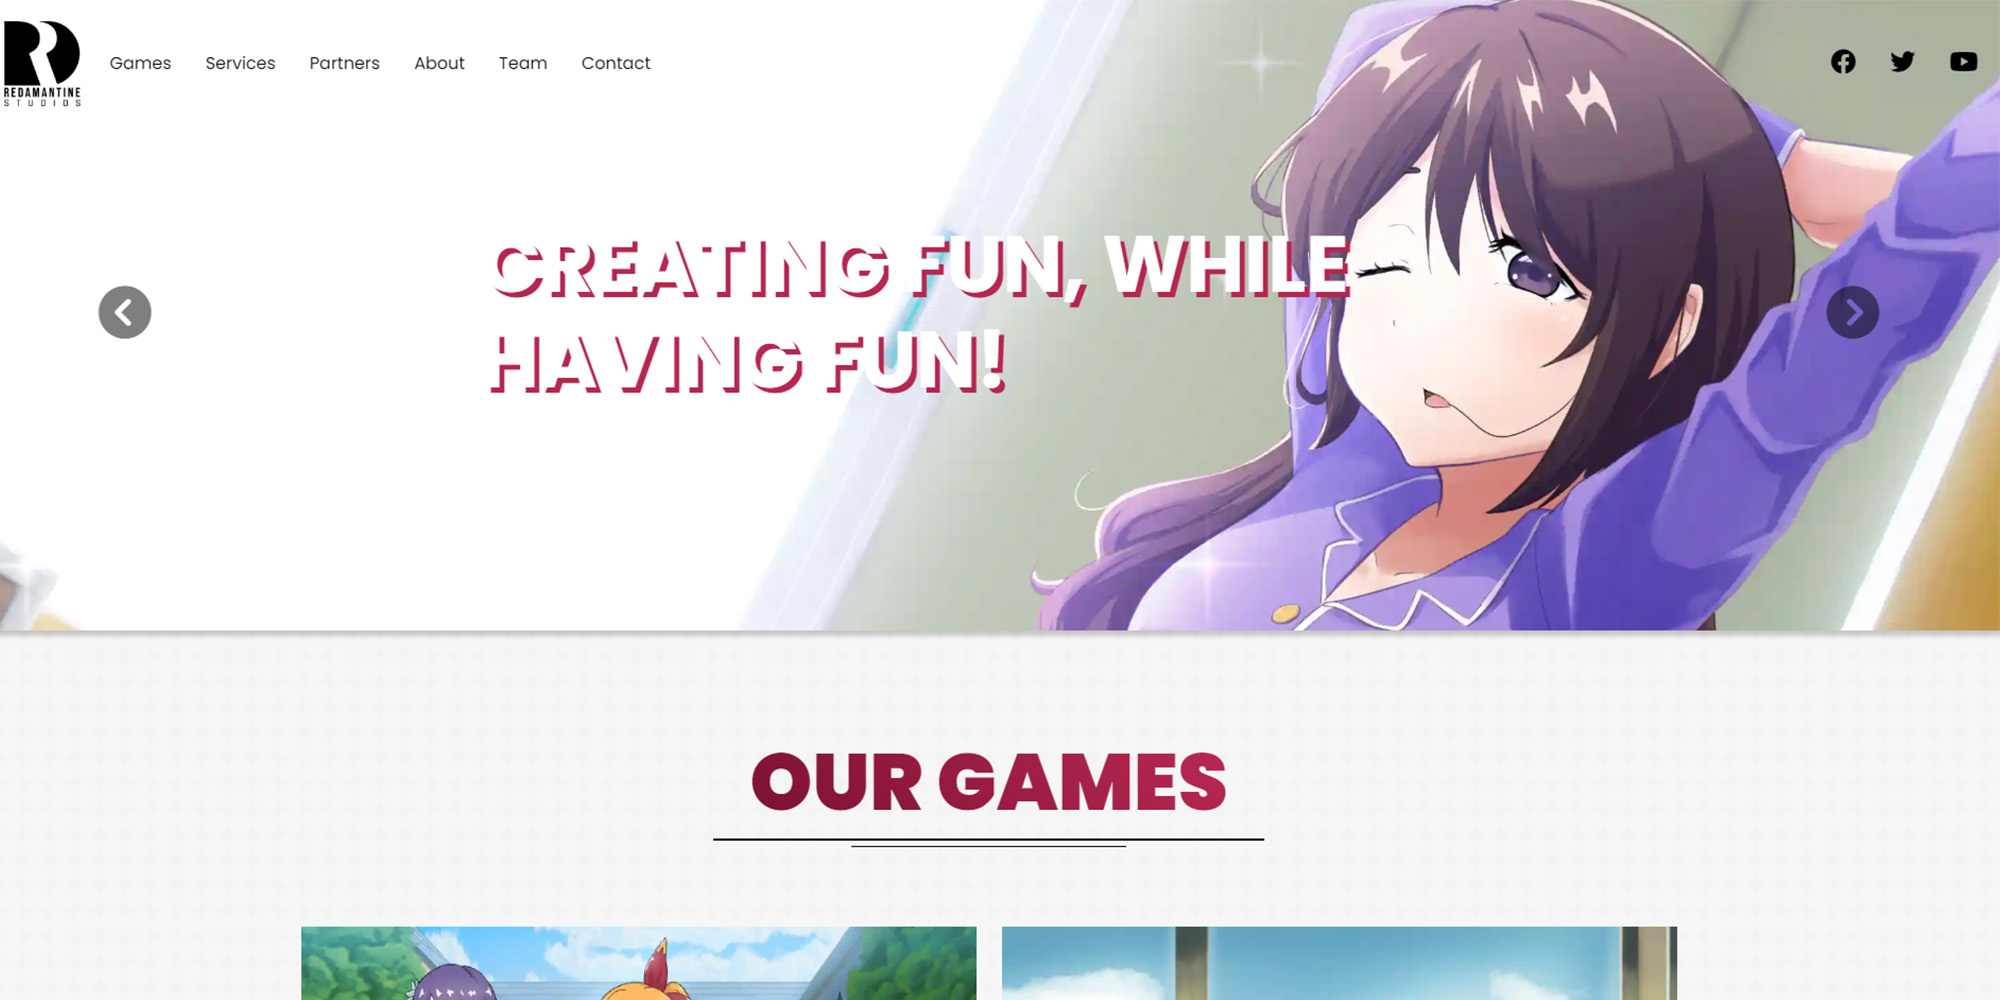 REDAMANTINE
STUDIOS
Games Services Partners About Team Contact
CREATING FUN, WHILE
HAVING FUN!
OUR GAMES